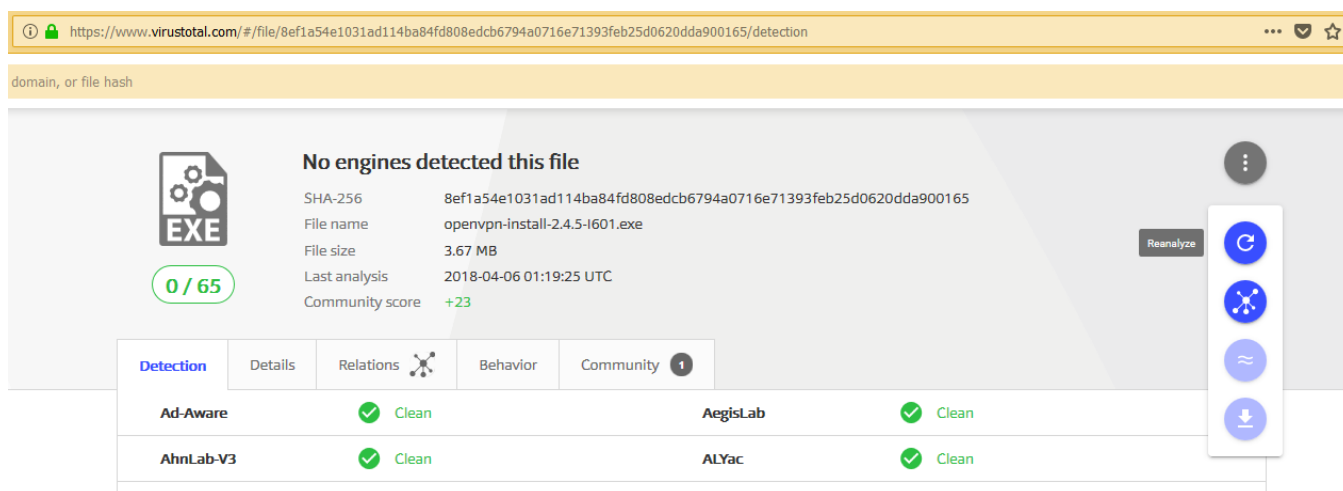 https://www.virustotal.com/#/file/8ef1a54e1031ad114ba84fd808edcb6794a0716e71393feb25d0620dda900165/detection
domain, or file hash
No engines detected this file
SHA-256 8ef1a54e1031ad114ba84fd808edcb6794a0716e71393feb25d0620dda900165
File name openvpn-install-2.4.5-I601.exe
File size 3.67 MB
Last analysis 2018-04-06 01:19:25 UTC
Community score +23
EXE
0 / 65
Reanalyze
Detection Details Relations Behavior Community 1
Ad-Aware Clean AegisLab Clean
AhnLab-V3 Clean ALYac Clean